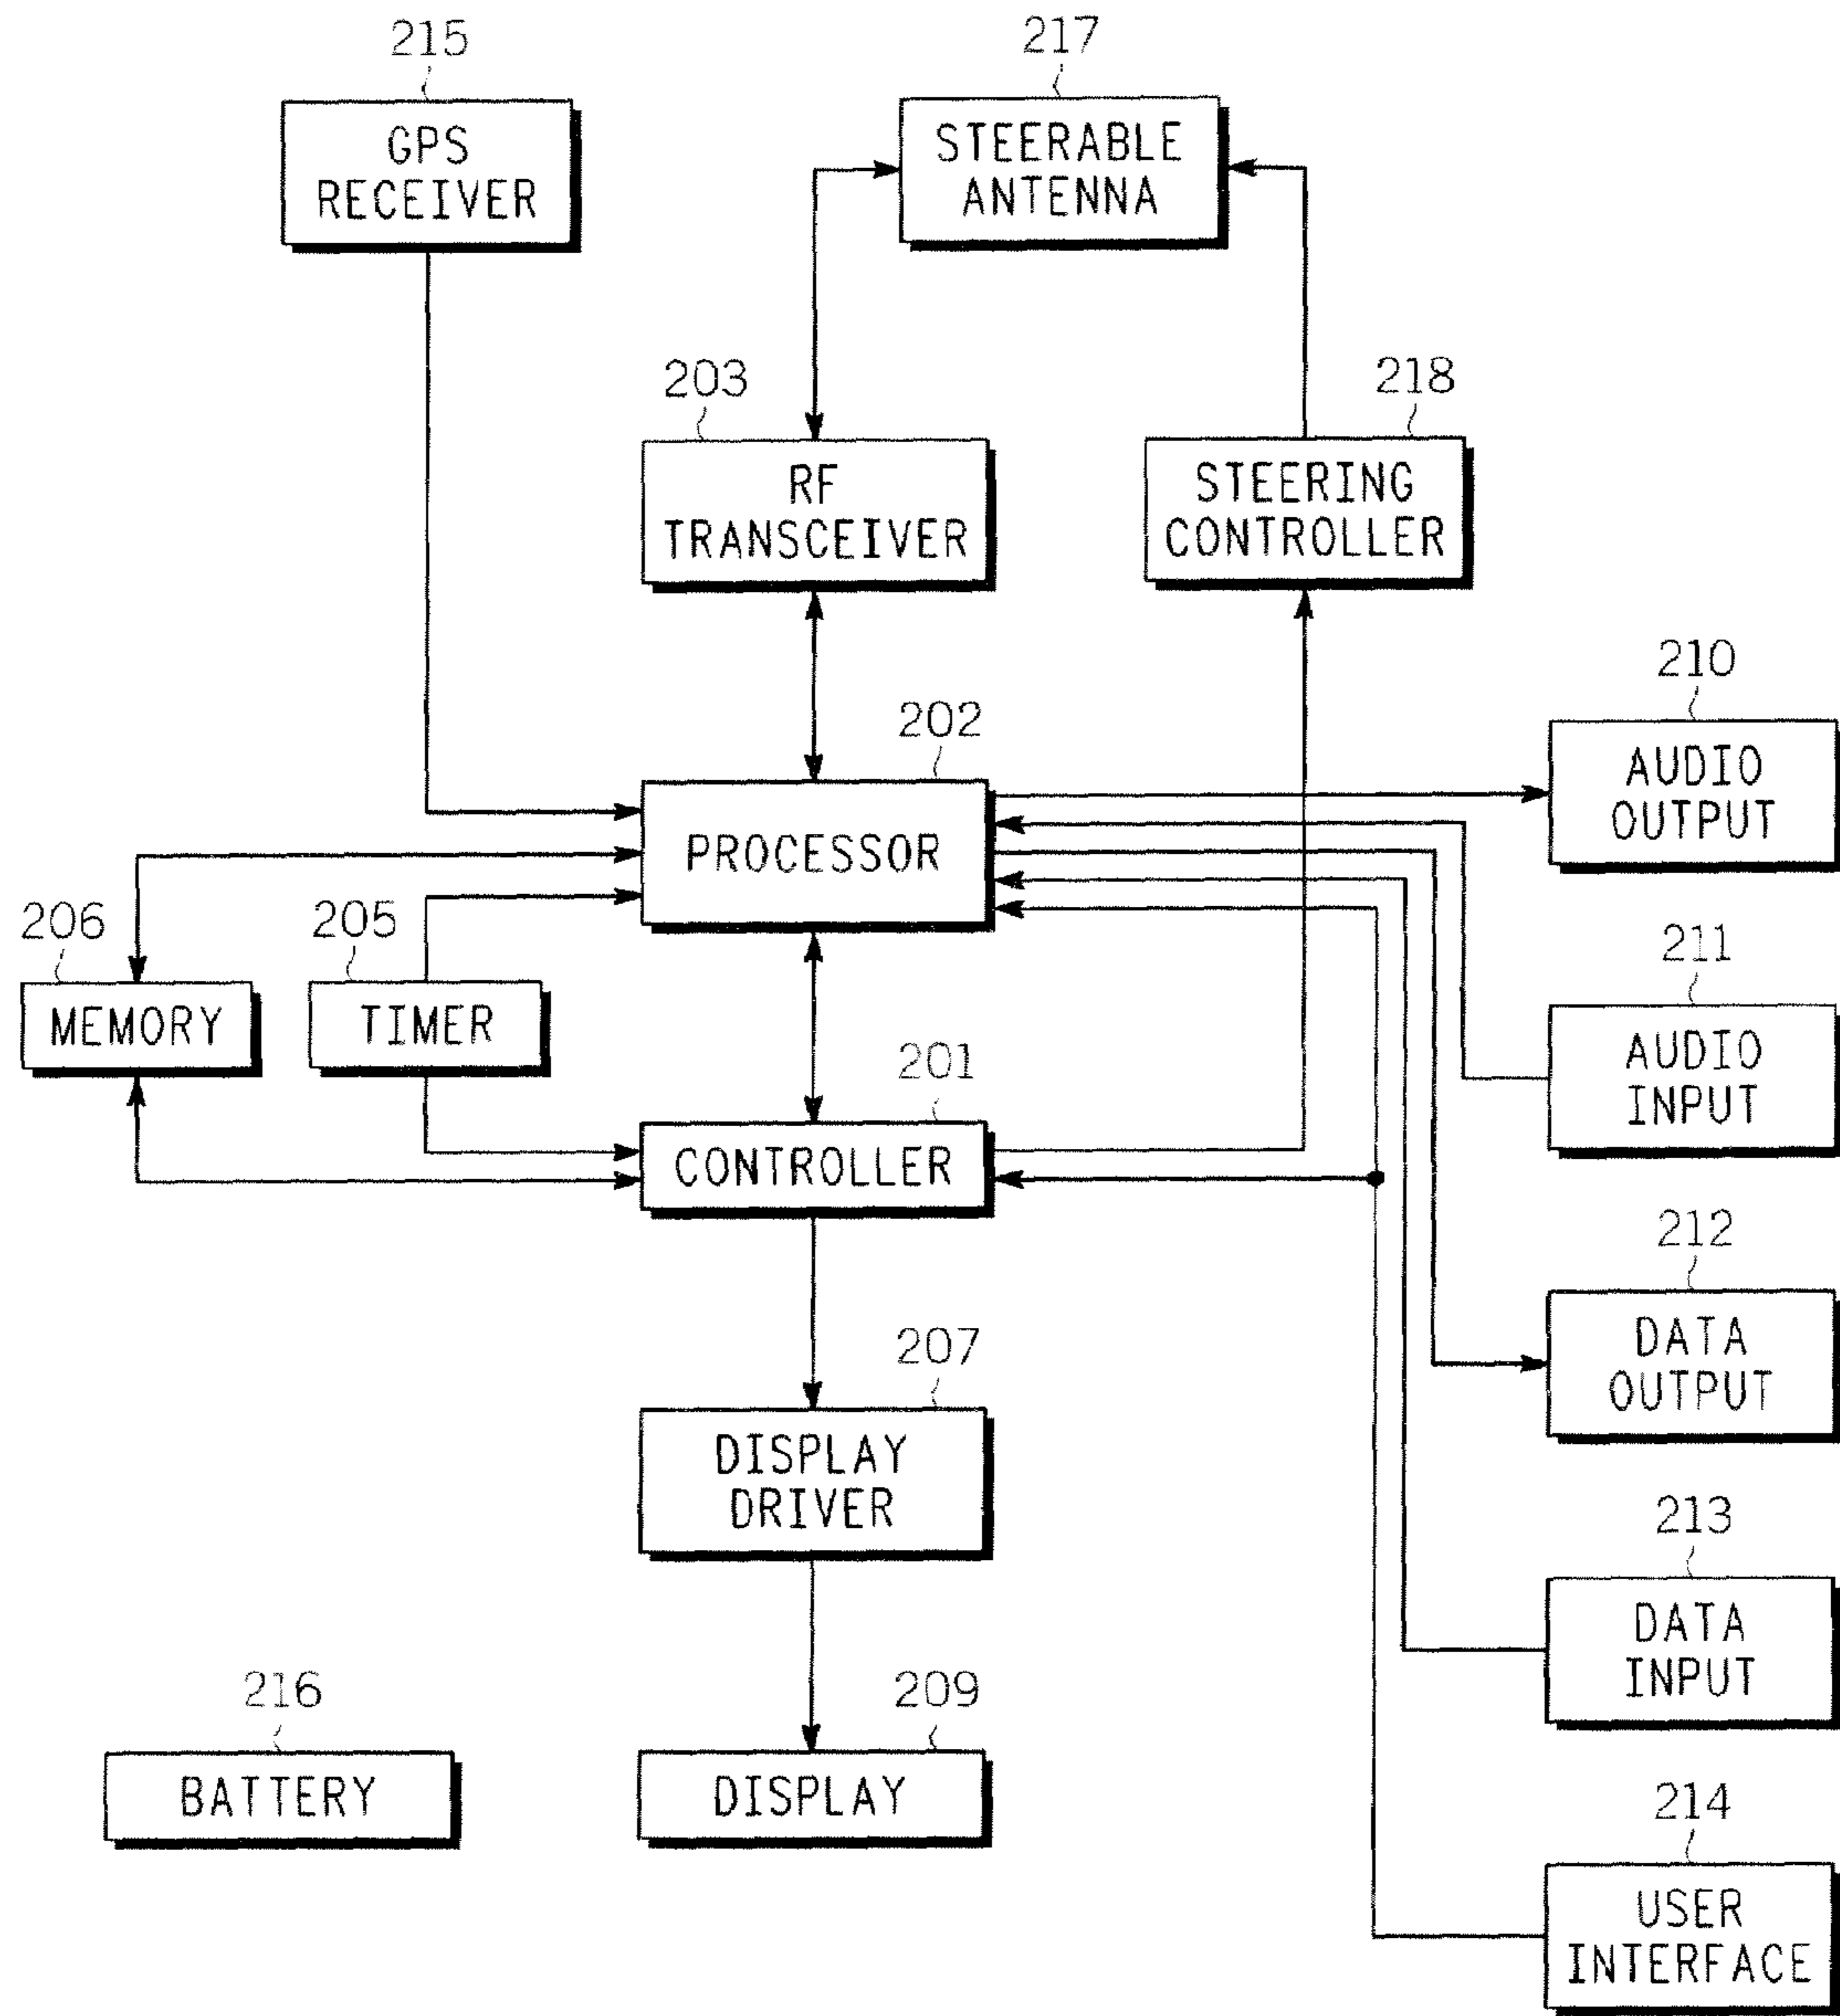 215
GPS
RECEIVER
217
STEERABLE
ANTENNA
203
RF
TRANSCEIVER
218
STEERING
CONTROLLER
202
PROCESSOR
210
AUDIO
OUTPUT
206
MEMORY
205
TIMER
211
AUDIO
INPUT
201
CONTROLLER
212
DATA
OUTPUT
207
DISPLAY
DRIVER
213
DATA
INPUT
216
BATTERY
209
DISPLAY
214
USER
INTERFACE